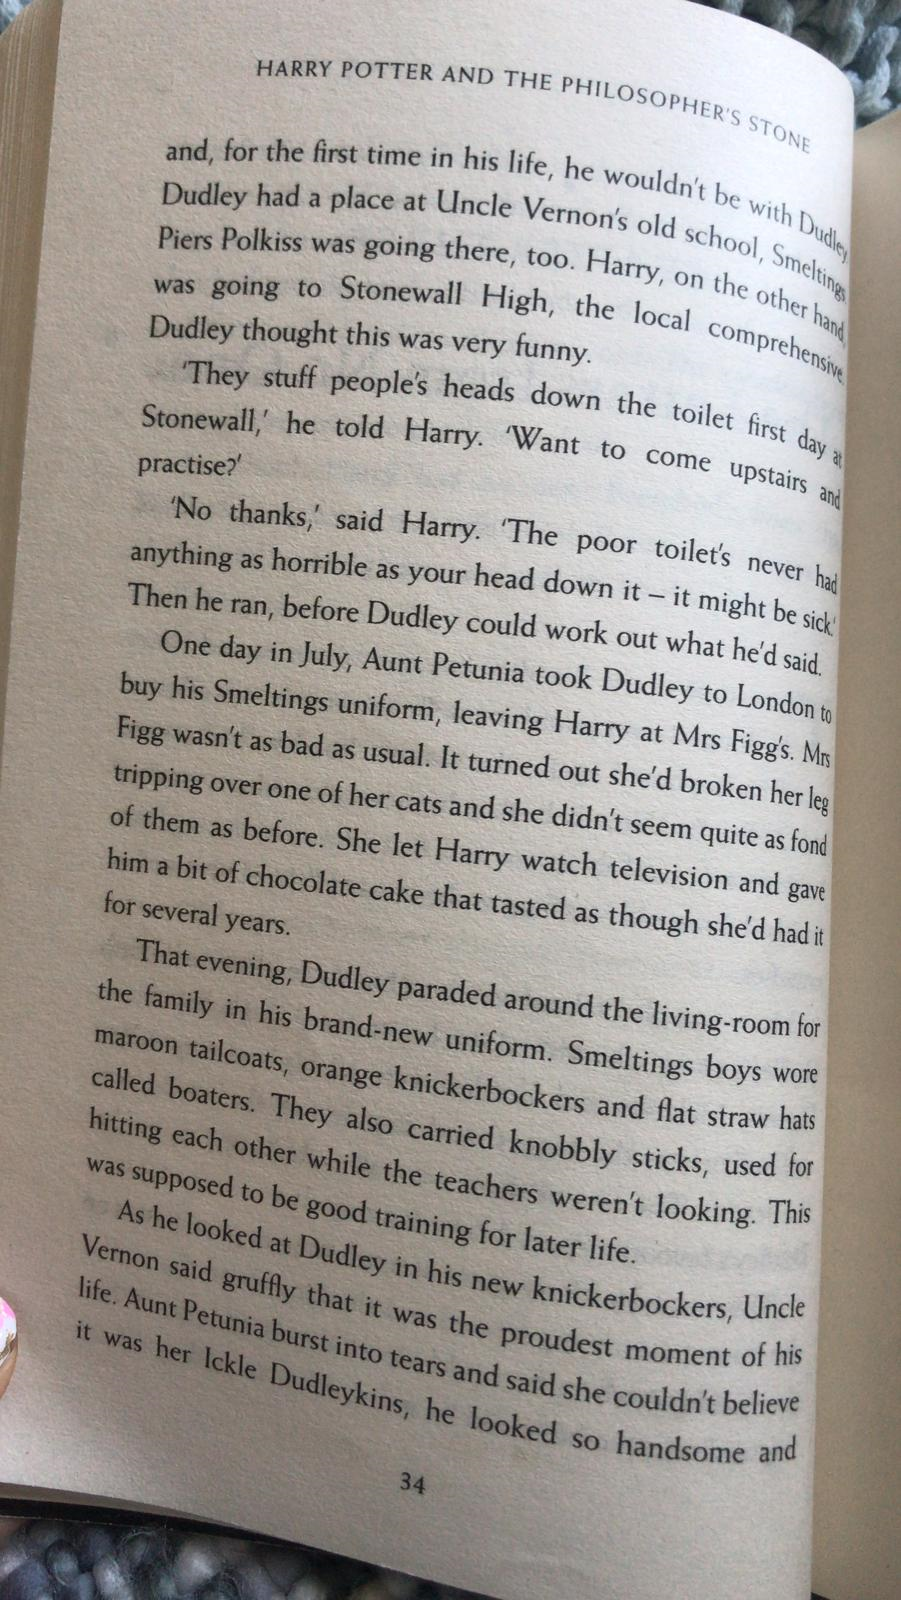 HARRY POTTER AND THE PHILOSOPHER'S STONE
and, for the first time in his life, he wouldn't be with Dudley
Dudley had a place at Uncle Vernon's old school, Smeltings
Piers Polkiss was going there, too. Harry, on the other hand,
was going to Stonewall High, the local comprehensive.
Dudley thought this was very funny.
'They stuff people's heads down the toilet first day at
Stonewall,' he told Harry. 'Want to come upstairs and
practise?'
'No thanks,' said Harry. 'The poor toilet's never had
anything as horrible as your head down it – it might be sick.'
Then he ran, before Dudley could work out what he'd said.
One day in July, Aunt Petunia took Dudley to London to
buy his Smeltings uniform, leaving Harry at Mrs Figg's. Mrs
Figg wasn't as bad as usual. It turned out she'd broken her leg
tripping over one of her cats and she didn't seem quite as fond
of them as before. She let Harry watch television and gave
him a bit of chocolate cake that tasted as though she'd had it
for several years.
That evening, Dudley paraded around the living-room for
the family in his brand-new uniform. Smeltings boys wore
maroon tailcoats, orange knickerbockers and flat straw hats
called boaters. They also carried knobbly sticks, used for
hitting each other while the teachers weren't looking. This
was supposed to be good training for later life.
As he looked at Dudley in his new knickerbockers, Uncle
Vernon said gruffly that it was the proudest moment of his
life. Aunt Petunia burst into tears and said she couldn't believe
it was her Ickle Dudleykins, he looked so handsome and
34